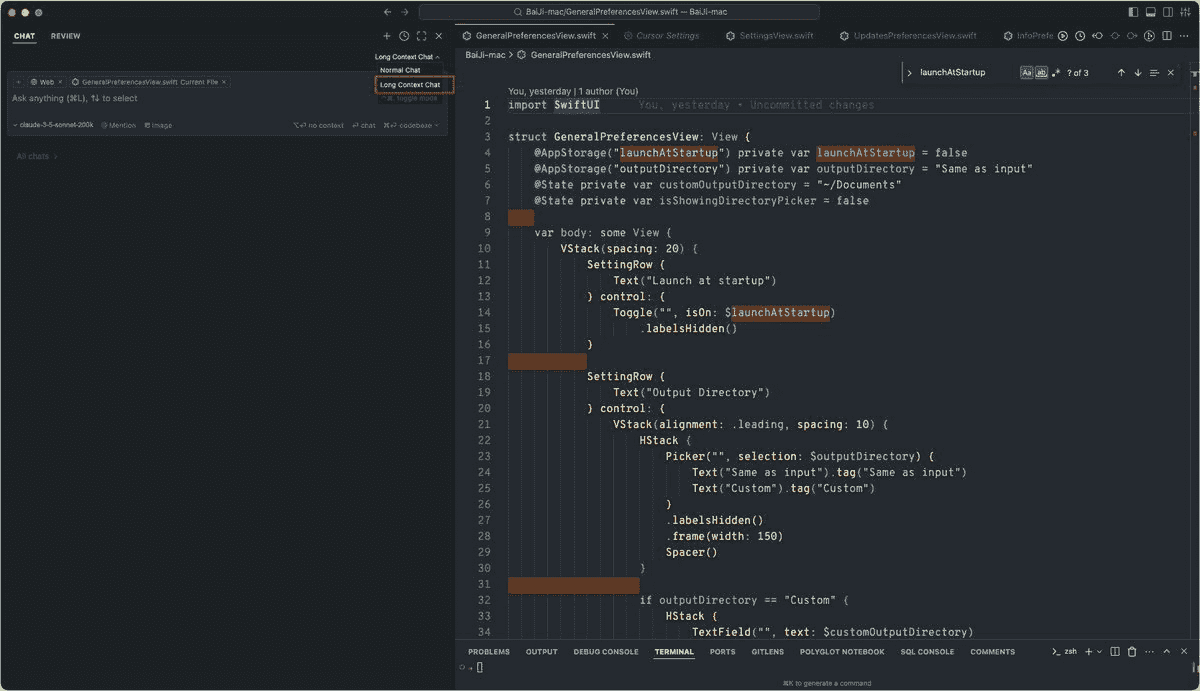 BaiJi-mac/GeneralPreferencesView.swift — BaiJi-mac
CHAT REVIEW
Long Context Chat
Normal Chat
Long Context Chat
toggle mode
Web × GeneralPreferencesView.swift Current File ×
Ask anything (⌘L), ⇅ to select
claude-3-5-sonnet-200k Mention Image no context chat codebase
All chats
GeneralPreferencesView.swift Cursor Settings SettingsView.swift UpdatesPreferencesView.swift InfoPrefe
BaiJi-mac > GeneralPreferencesView.swift
launchAtStartup Aa ab .* ? of 3
You, yesterday | 1 author (You)
1 import SwiftUI You, yesterday • Uncommitted changes
2
3 struct GeneralPreferencesView: View {
4 @AppStorage("launchAtStartup") private var launchAtStartup = false
5 @AppStorage("outputDirectory") private var outputDirectory = "Same as input"
6 @State private var customOutputDirectory = "~/Documents"
7 @State private var isShowingDirectoryPicker = false
8
9 var body: some View {
10 VStack(spacing: 20) {
11 SettingRow {
12 Text("Launch at startup")
13 } control: {
14 Toggle("", isOn: $launchAtStartup)
15 .labelsHidden()
16 }
17
18 SettingRow {
19 Text("Output Directory")
20 } control: {
21 VStack(alignment: .leading, spacing: 10) {
22 HStack {
23 Picker("", selection: $outputDirectory) {
24 Text("Same as input").tag("Same as input")
25 Text("Custom").tag("Custom")
26 }
27 .labelsHidden()
28 .frame(width: 150)
29 Spacer()
30 }
31
32 if outputDirectory == "Custom" {
33 HStack {
34 TextField("", text: $customOutputDirectory)
PROBLEMS OUTPUT DEBUG CONSOLE TERMINAL PORTS GITLENS POLYGLOT NOTEBOOK SQL CONSOLE COMMENTS zsh
⌘K to generate a command